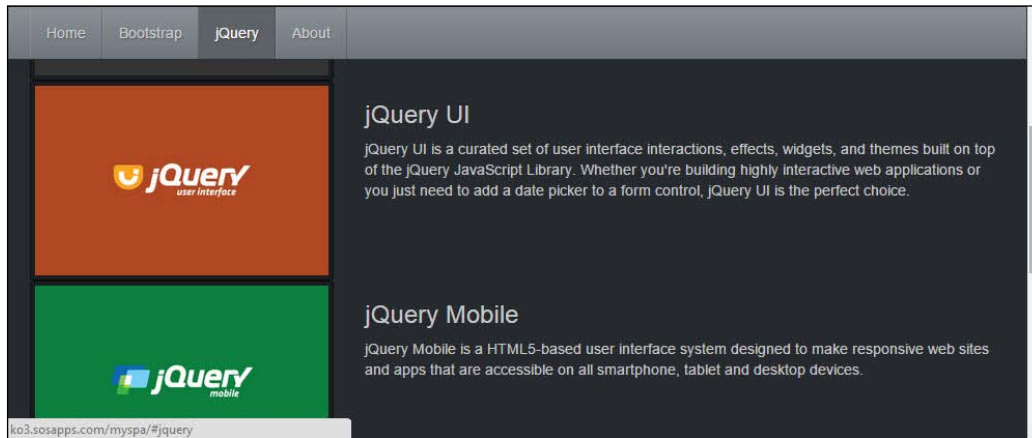 Home Bootstrap jQuery About
jQuery
user interface
jQuery UI
jQuery UI is a curated set of user interface interactions, effects, widgets, and themes built on top
of the jQuery JavaScript Library. Whether you're building highly interactive web applications or
you just need to add a date picker to a form control, jQuery UI is the perfect choice.
jQuery
mobile
jQuery Mobile
jQuery Mobile is a HTML5-based user interface system designed to make responsive web sites
and apps that are accessible on all smartphone, tablet and desktop devices.
ko3.sosapps.com/myspa/#jquery